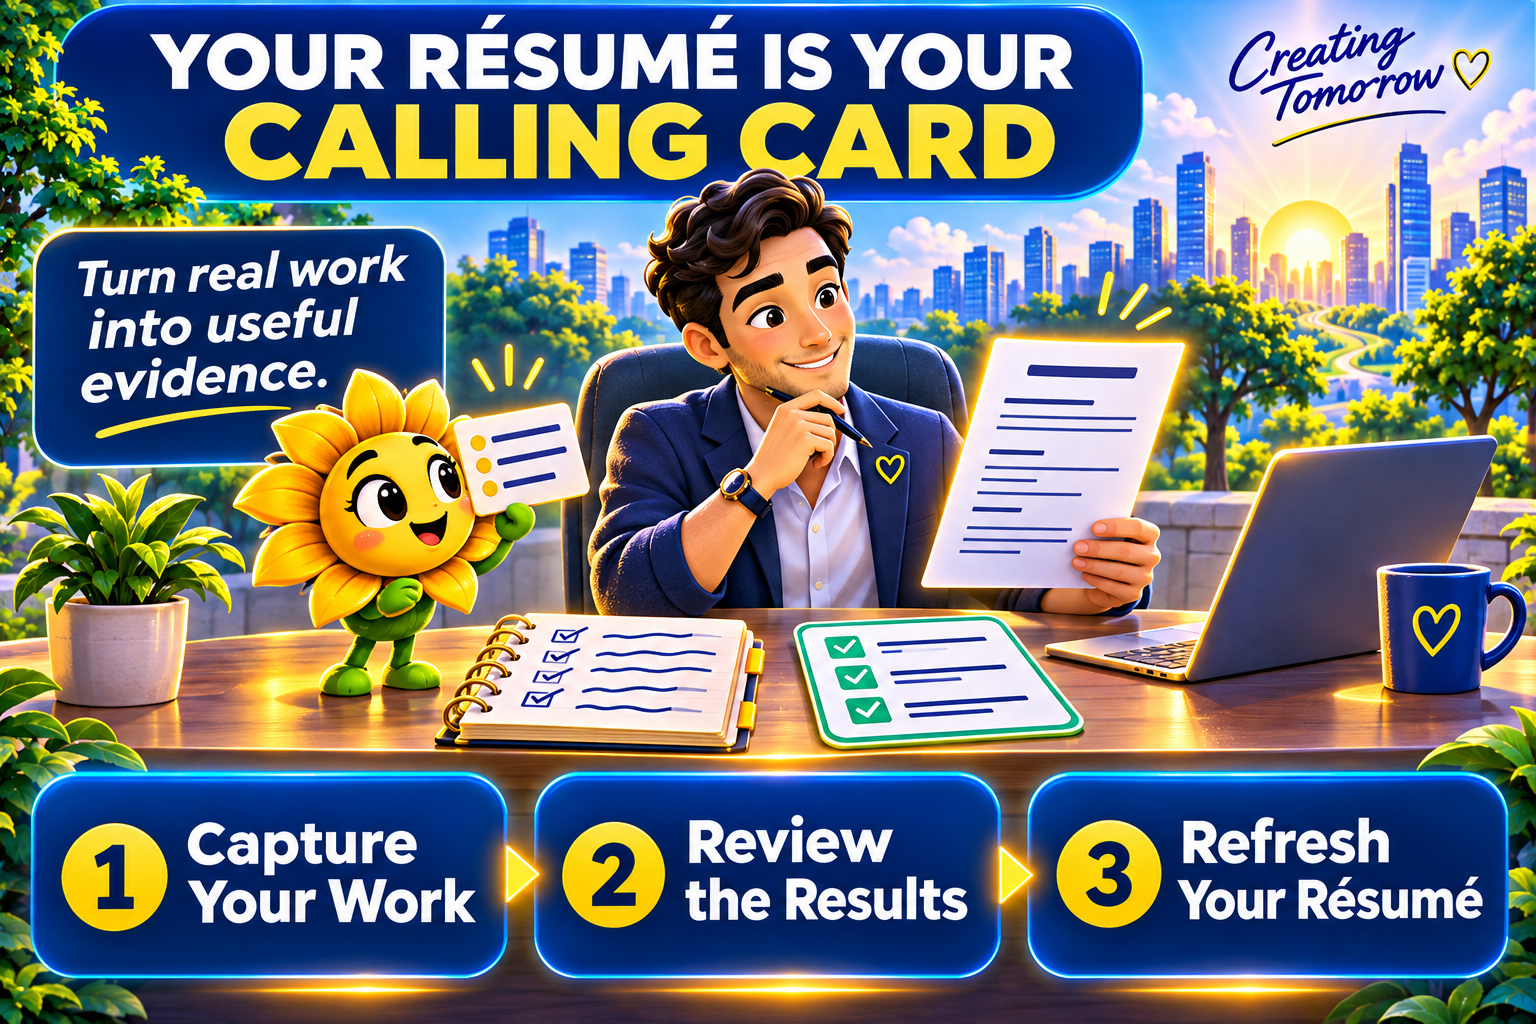 YOUR RÉSUMÉ IS YOUR
CALLING CARD
Creating
Tomorrow
Turn real work
into useful
evidence.
1
Capture
Your Work
2
Review
the Results
3
Refresh
Your Résumé